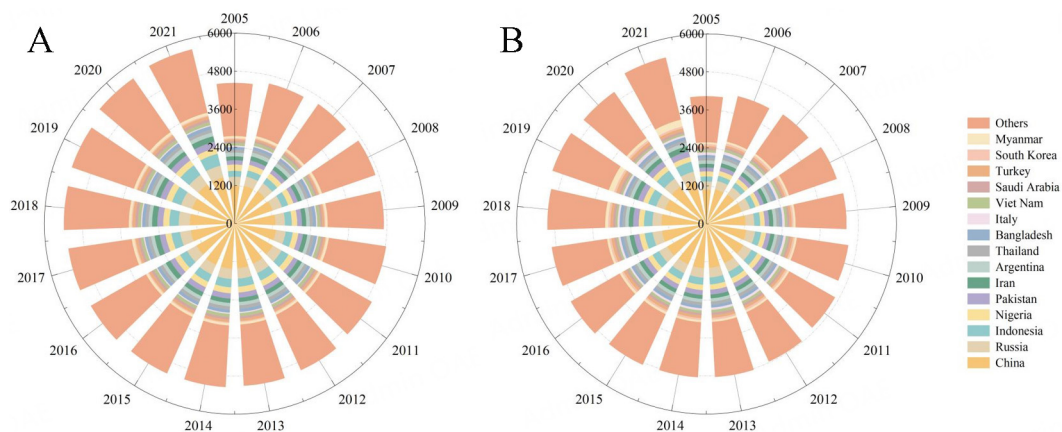 A
2005
2006
2007
2008
2009
2010
2011
2012
2013
2014
2015
2016
2017
2018
2019
2020
2021
6000
4800
3600
2400
1200
0
B
2005
2006
2007
2008
2009
2010
2011
2012
2013
2014
2015
2016
2017
2018
2019
2020
2021
6000
4800
3600
2400
1200
0
Others
Myanmar
South Korea
Turkey
Saudi Arabia
Viet Nam
Italy
Bangladesh
Thailand
Argentina
Iran
Pakistan
Nigeria
Indonesia
Russia
China